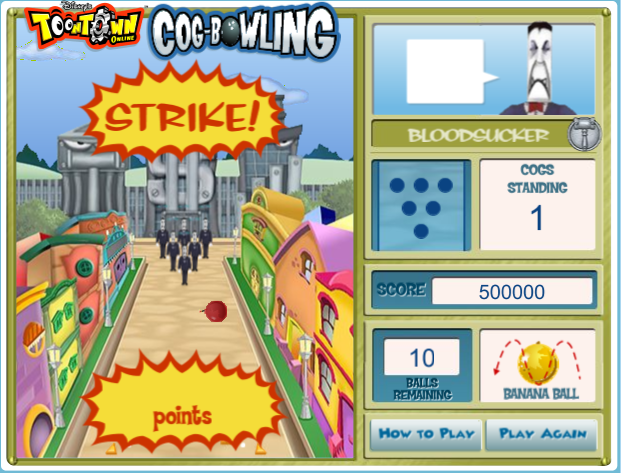 Disney's
TOONTOWN
ONLINE
COG-BOWLING
STRIKE!
points
BLOODSUCKER
COGS
STANDING
1
SCORE
500000
10
BALLS
REMAINING
BANANA BALL
HOW TO PLAY
PLAY AGAIN